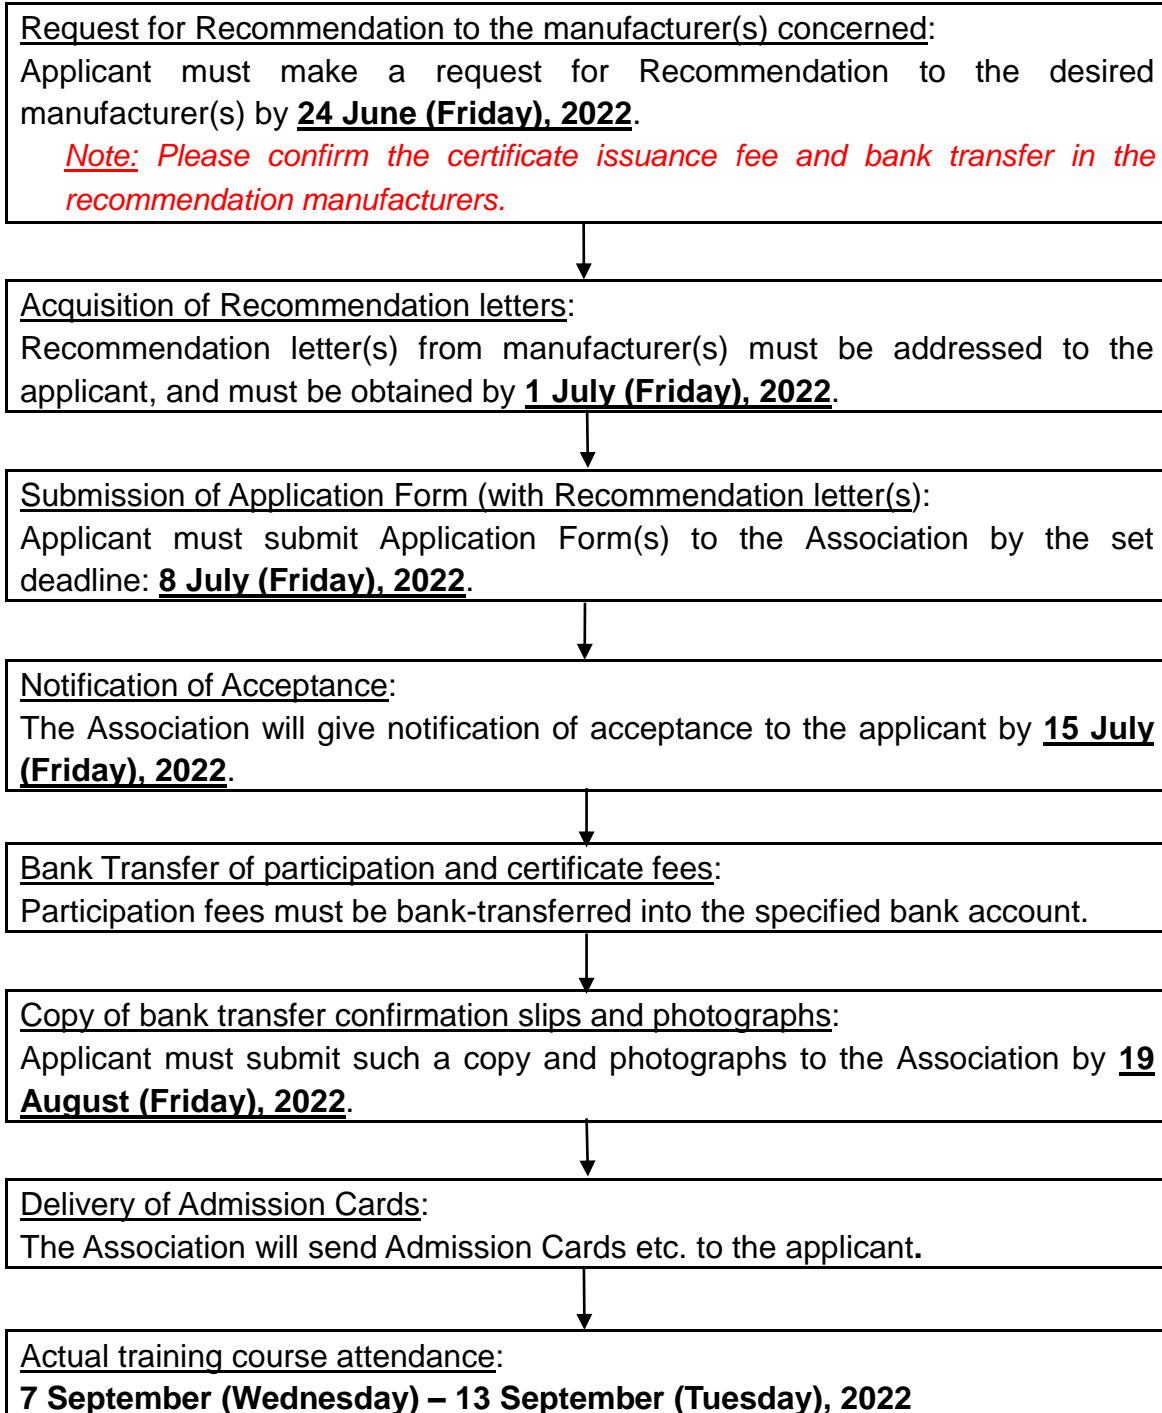 Request for Recommendation to the manufacturer(s) concerned:
Applicant must make a request for Recommendation to the desired
manufacturer(s) by 24 June (Friday), 2022.
Note: Please confirm the certificate issuance fee and bank transfer in the
recommendation manufacturers.
Acquisition of Recommendation letters:
Recommendation letter(s) from manufacturer(s) must be addressed to the
applicant, and must be obtained by 1 July (Friday), 2022.
Submission of Application Form (with Recommendation letter(s):
Applicant must submit Application Form(s) to the Association by the set
deadline: 8 July (Friday), 2022.
Notification of Acceptance:
The Association will give notification of acceptance to the applicant by 15 July
(Friday), 2022.
Bank Transfer of participation and certificate fees:
Participation fees must be bank-transferred into the specified bank account.
Copy of bank transfer confirmation slips and photographs:
Applicant must submit such a copy and photographs to the Association by 19
August (Friday), 2022.
Delivery of Admission Cards:
The Association will send Admission Cards etc. to the applicant.
Actual training course attendance:
7 September (Wednesday) – 13 September (Tuesday), 2022